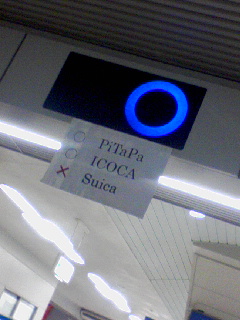 ○ PiTaPa
○ ICOCA
× Suica